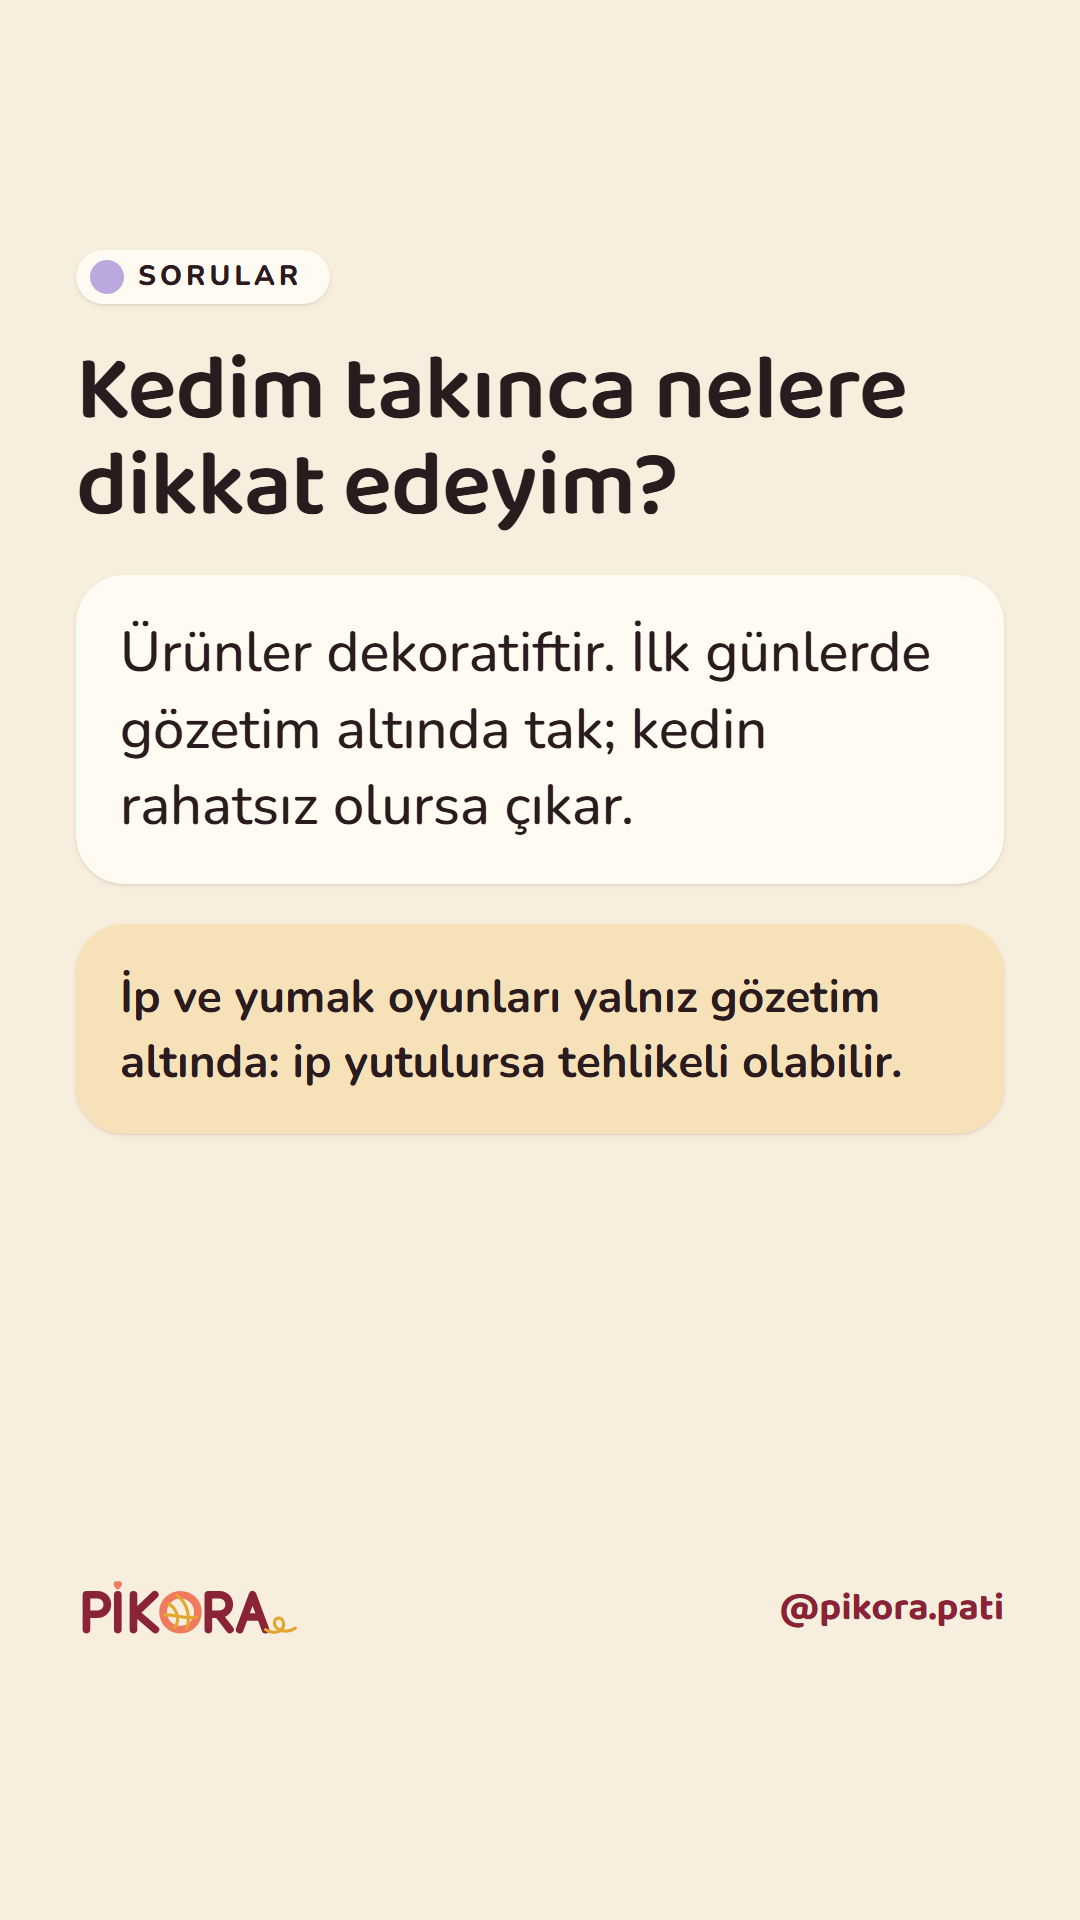 SORULAR
Kedim takınca nelere
dikkat edeyim?
Ürünler dekoratiftir. İlk günlerde
gözetim altında tak; kedin
rahatsız olursa çıkar.
İp ve yumak oyunları yalnız gözetim
altında: ip yutulursa tehlikeli olabilir.
PİKORA
@pikora.pati